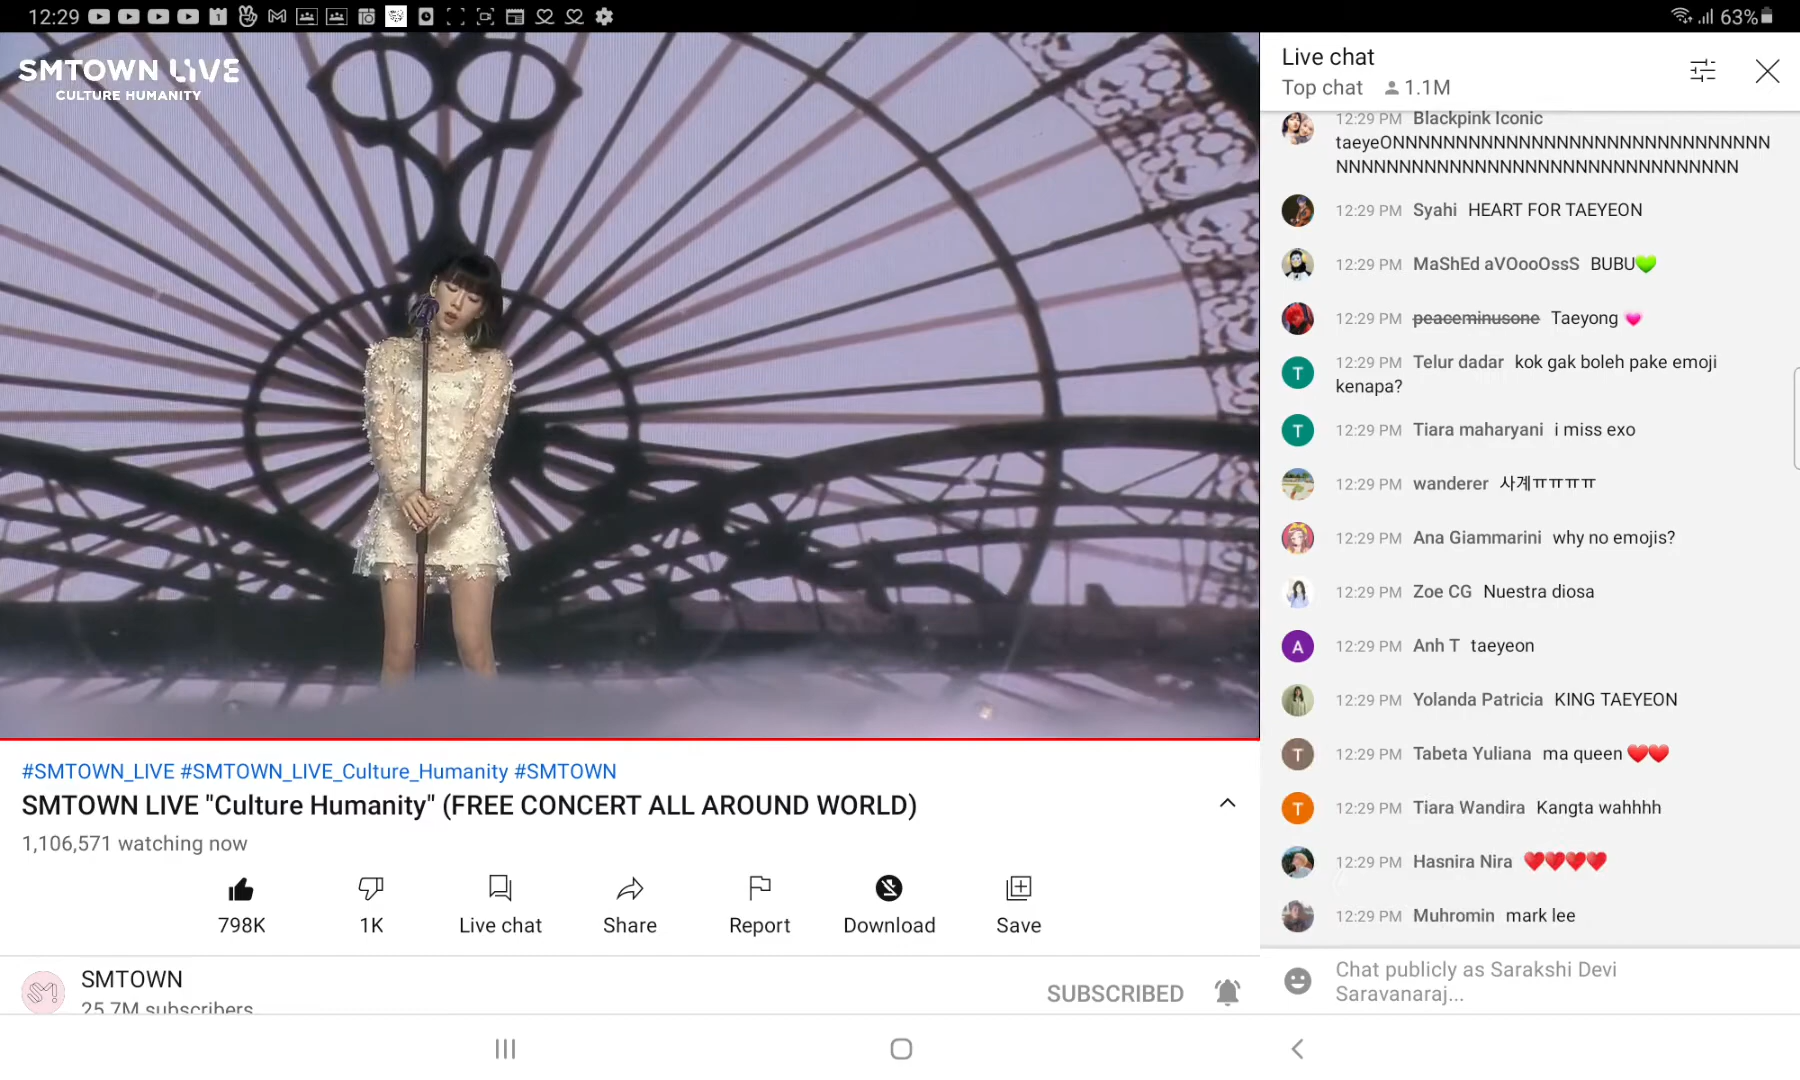 12:29
63%
SMTOWN LIVE
CULTURE HUMANITY
#SMTOWN_LIVE #SMTOWN_LIVE_Culture_Humanity #SMTOWN
SMTOWN LIVE "Culture Humanity" (FREE CONCERT ALL AROUND WORLD)
1,106,571 watching now
798K
1K
Live chat
Share
Report
Download
Save
SMTOWN
25.7M subscribers
SUBSCRIBED
Live chat
Top chat 1.1M
12:29 PM Blackpink Iconic
taeyeONNNNNNNNNNNNNNNNNNNNNNNNNNNNNN
NNNNNNNNNNNNNNNNNNNNNNNNNNNNNNNN
12:29 PM Syahi HEART FOR TAEYEON
12:29 PM MaShEd aVOooOssS BUBU💚
12:29 PM peaceminusone Taeyong 💗
12:29 PM Telur dadar kok gak boleh pake emoji
kenapa?
12:29 PM Tiara maharyani i miss exo
12:29 PM wanderer 사계ㅠㅠㅠㅠ
12:29 PM Ana Giammarini why no emojis?
12:29 PM Zoe CG Nuestra diosa
12:29 PM Anh T taeyeon
12:29 PM Yolanda Patricia KING TAEYEON
12:29 PM Tabeta Yuliana ma queen ❤️❤️
12:29 PM Tiara Wandira Kangta wahhhh
12:29 PM Hasnira Nira ❤️❤️❤️❤️
12:29 PM Muhromin mark lee
Chat publicly as Sarakshi Devi
Saravanaraj...